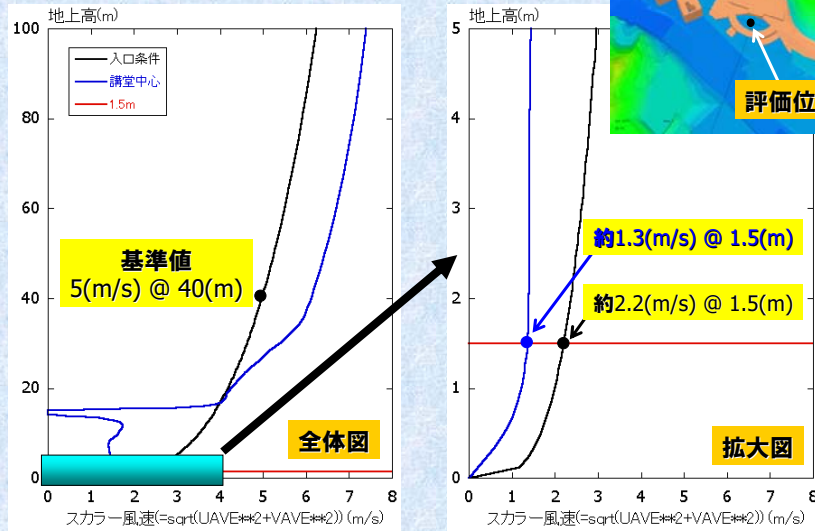 地上高(m)
100
80
60
40
20
0
入口条件
講堂中心
1.5m
基準値
5(m/s) @ 40(m)
全体図
0 1 2 3 4 5 6 7 8
スカラー風速(=sqrt(UAVE**2+VAVE**2)) (m/s)
地上高(m)
5
4
3
2
1
0
評価位
約1.3(m/s) @ 1.5(m)
約2.2(m/s) @ 1.5(m)
拡大図
0 1 2 3 4 5 6 7 8
スカラー風速(=sqrt(UAVE**2+VAVE**2)) (m/s)